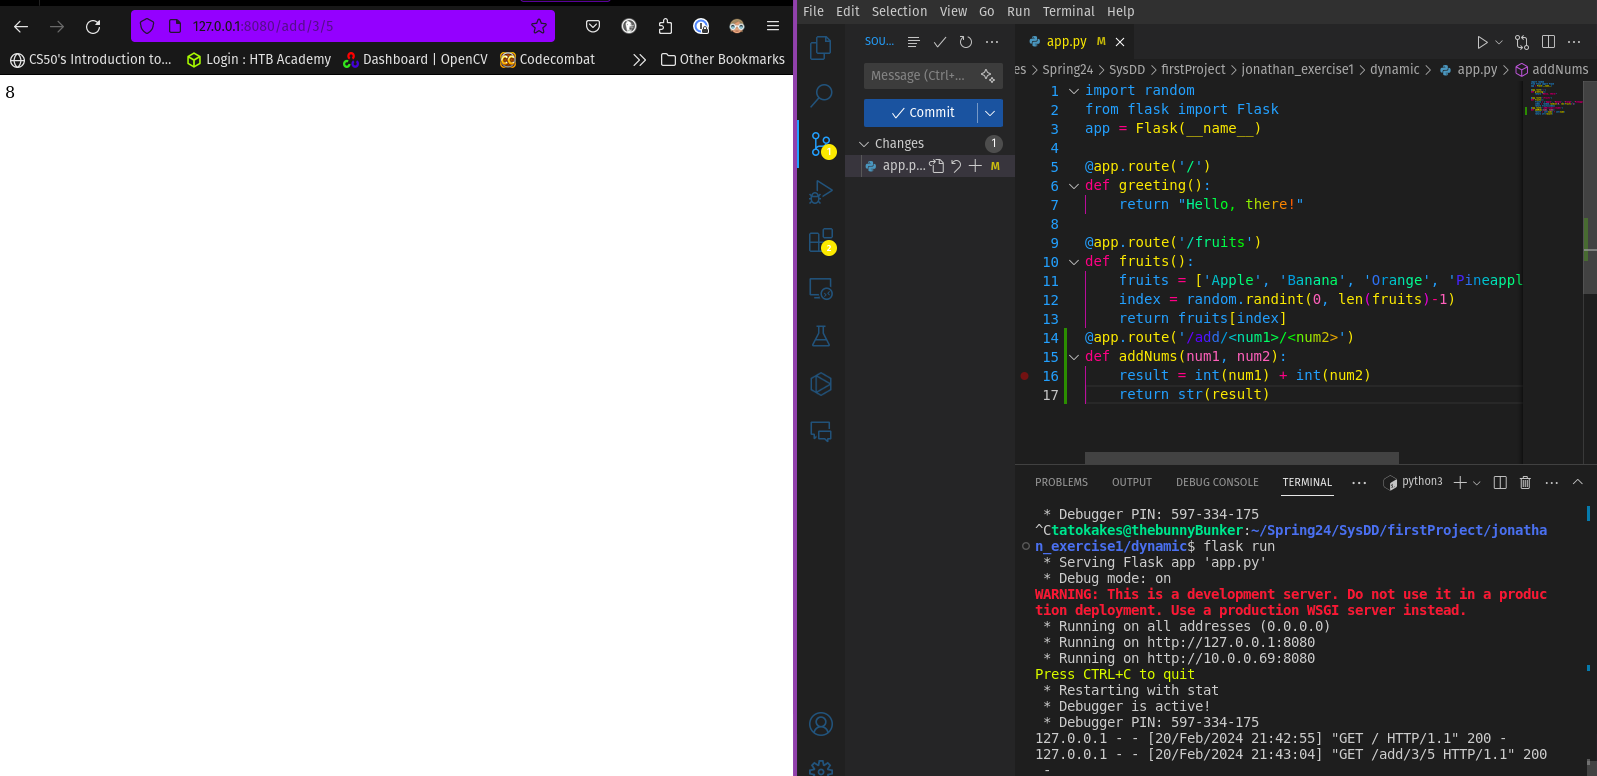 127.0.0.1:8080/add/3/5
CS50's Introduction to... Login : HTB Academy Dashboard | OpenCV Codecombat Other Bookmarks
8
File Edit Selection View Go Run Terminal Help
SOU...
Message (Ctrl+...
Commit
Changes 1
app.p... M
1
2
app.py M
es > Spring24 > SysDD > firstProject > jonathan_exercise1 > dynamic > app.py > addNums
1 import random
2 from flask import Flask
3 app = Flask(__name__)
4
5 @app.route('/')
6 def greeting():
7 return "Hello, there!"
8
9 @app.route('/fruits')
10 def fruits():
11 fruits = ['Apple', 'Banana', 'Orange', 'Pineappl
12 index = random.randint(0, len(fruits)-1)
13 return fruits[index]
14 @app.route('/add/<num1>/<num2>')
15 def addNums(num1, num2):
16 result = int(num1) + int(num2)
17 return str(result)
PROBLEMS OUTPUT DEBUG CONSOLE TERMINAL ... python3
* Debugger PIN: 597-334-175
^Ctatokakes@thebunnyBunker:~/Spring24/SysDD/firstProject/jonatha
n_exercise1/dynamic$ flask run
* Serving Flask app 'app.py'
* Debug mode: on
WARNING: This is a development server. Do not use it in a produc
tion deployment. Use a production WSGI server instead.
* Running on all addresses (0.0.0.0)
* Running on http://127.0.0.1:8080
* Running on http://10.0.0.69:8080
Press CTRL+C to quit
* Restarting with stat
* Debugger is active!
* Debugger PIN: 597-334-175
127.0.0.1 - - [20/Feb/2024 21:42:55] "GET / HTTP/1.1" 200 -
127.0.0.1 - - [20/Feb/2024 21:43:04] "GET /add/3/5 HTTP/1.1" 200
-